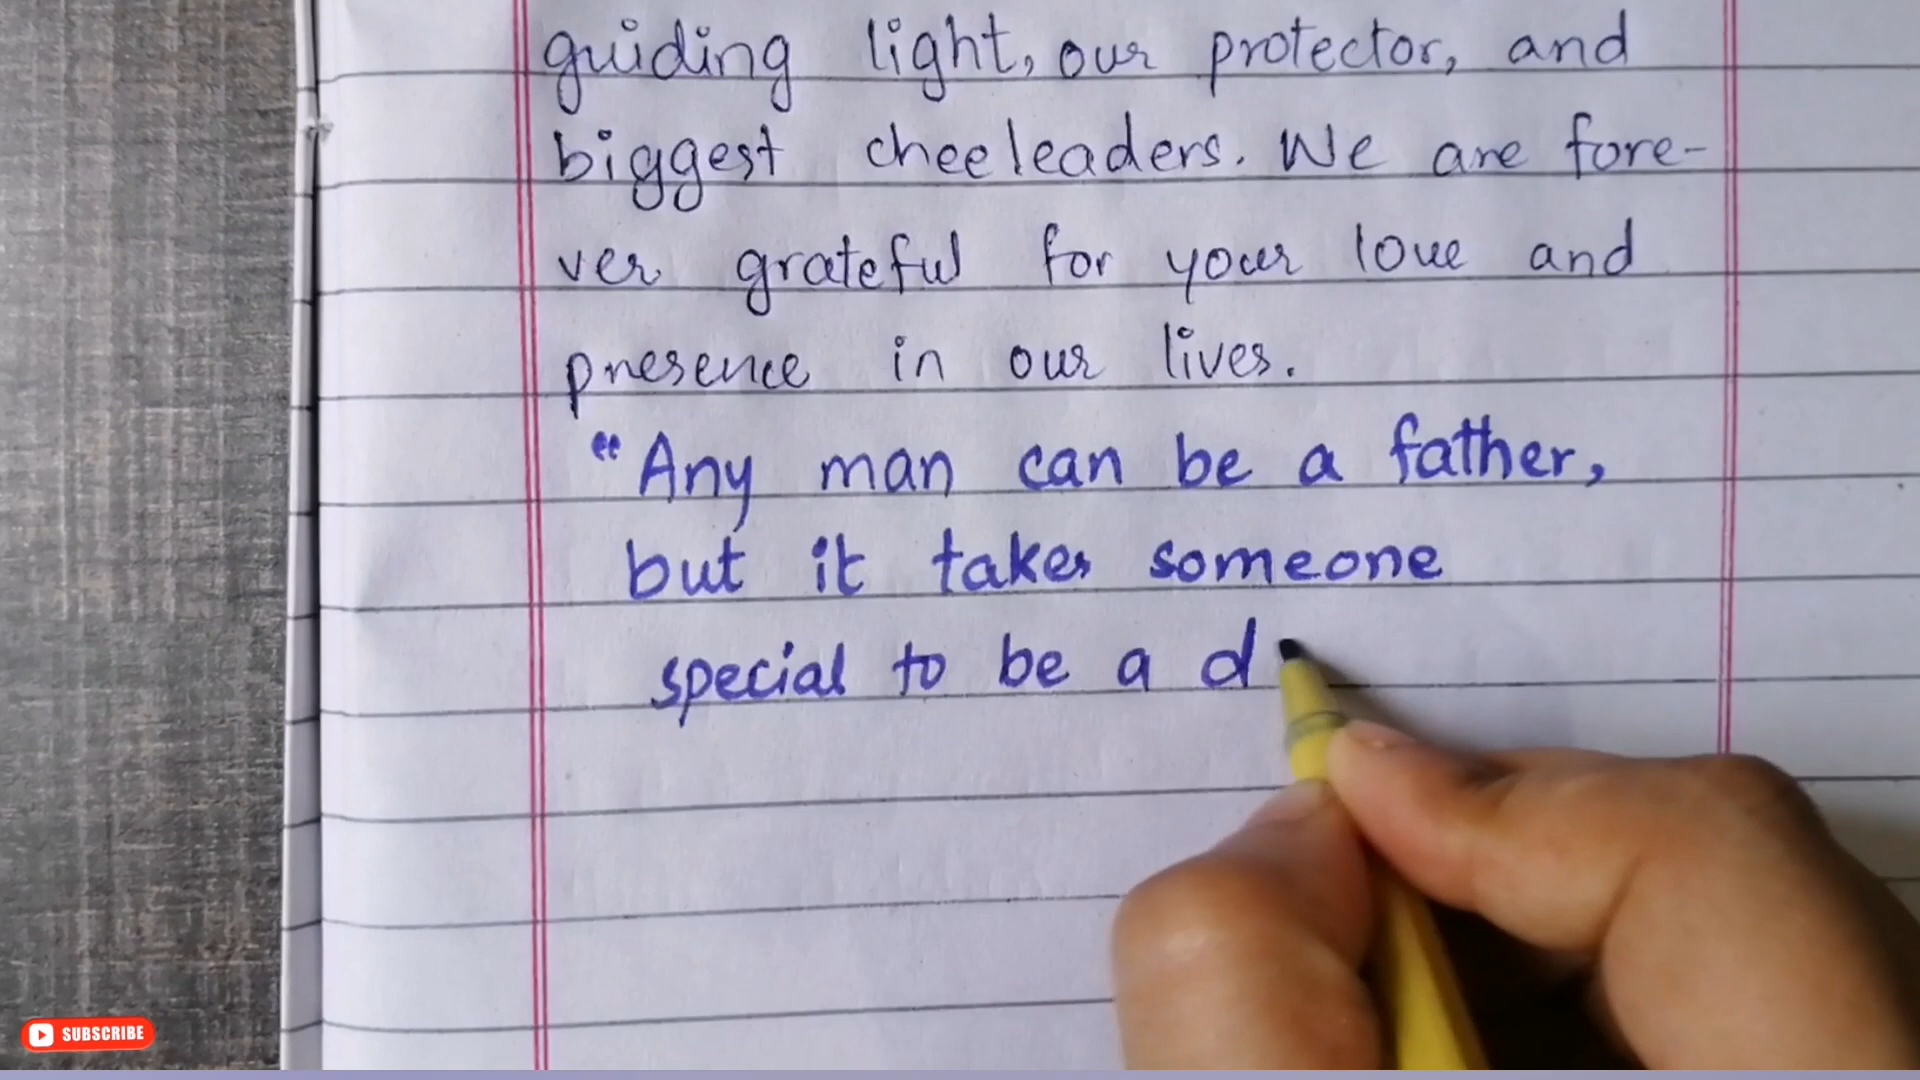 guiding light, our protector, and
biggest cheeleaders. We are fore-
ver grateful for your love and
presence in our lives.
"Any man can be a father,
but it takes someone
special to be a d
SUBSCRIBE